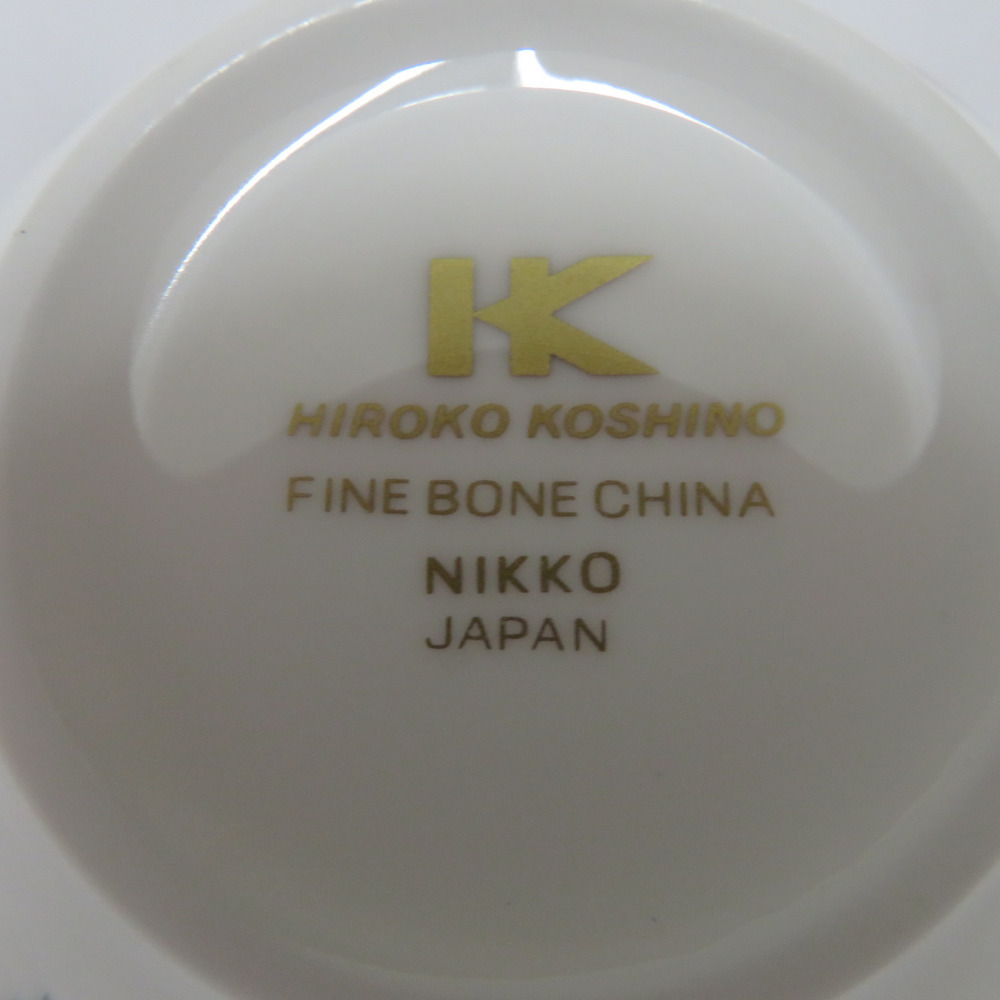 HK
HIROKO KOSHINO
FINE BONE CHINA
NIKKO
JAPAN